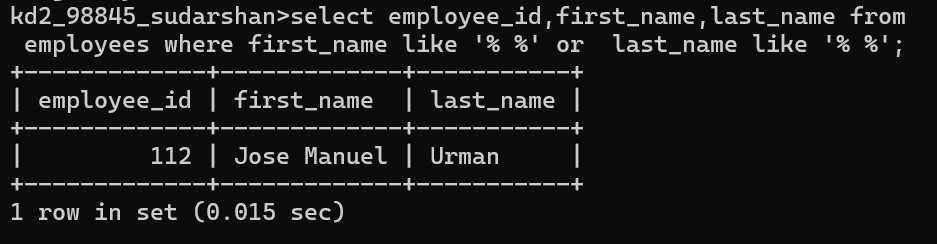 kd2_98845_sudarshan>select employee_id,first_name,last_name from
 employees where first_name like '% %' or  last_name like '% %';
+-------------+-------------+-----------+
| employee_id | first_name  | last_name |
+-------------+-------------+-----------+
|         112 | Jose Manuel | Urman     |
+-------------+-------------+-----------+
1 row in set (0.015 sec)